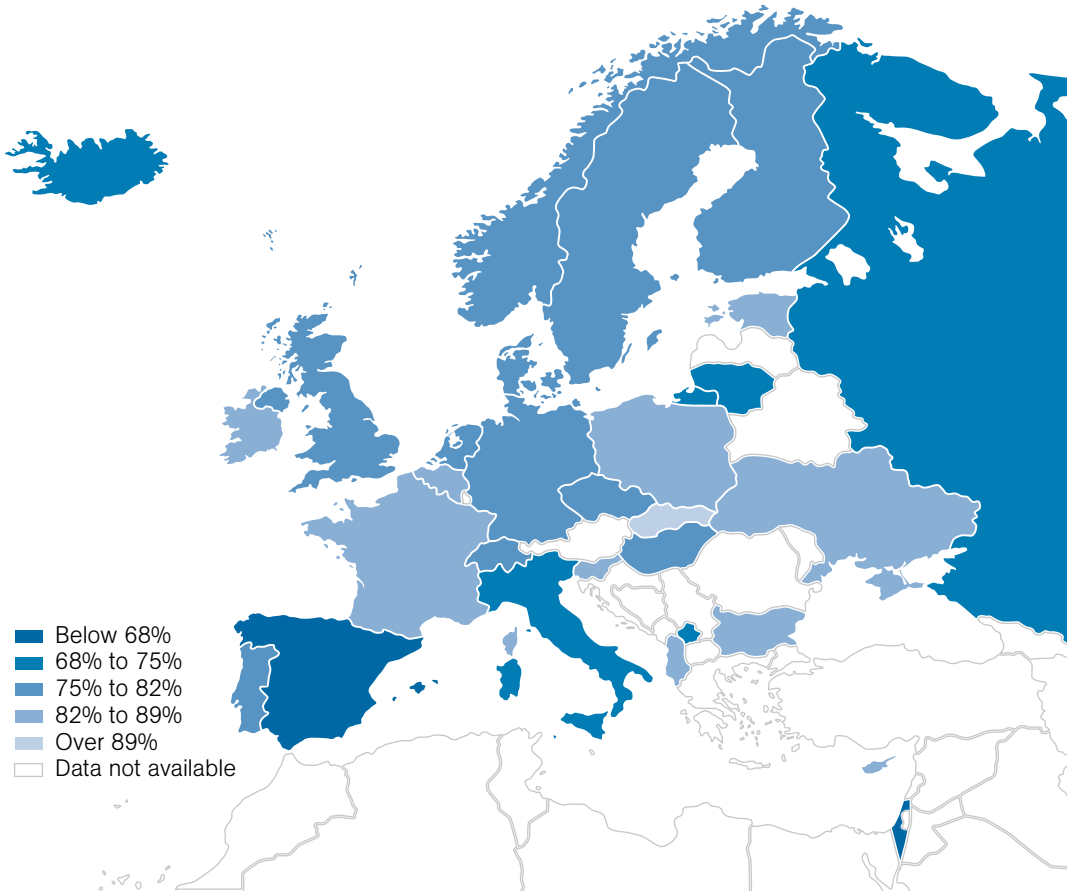 Below 68%
68% to 75%
75% to 82%
82% to 89%
Over 89%
Data not available